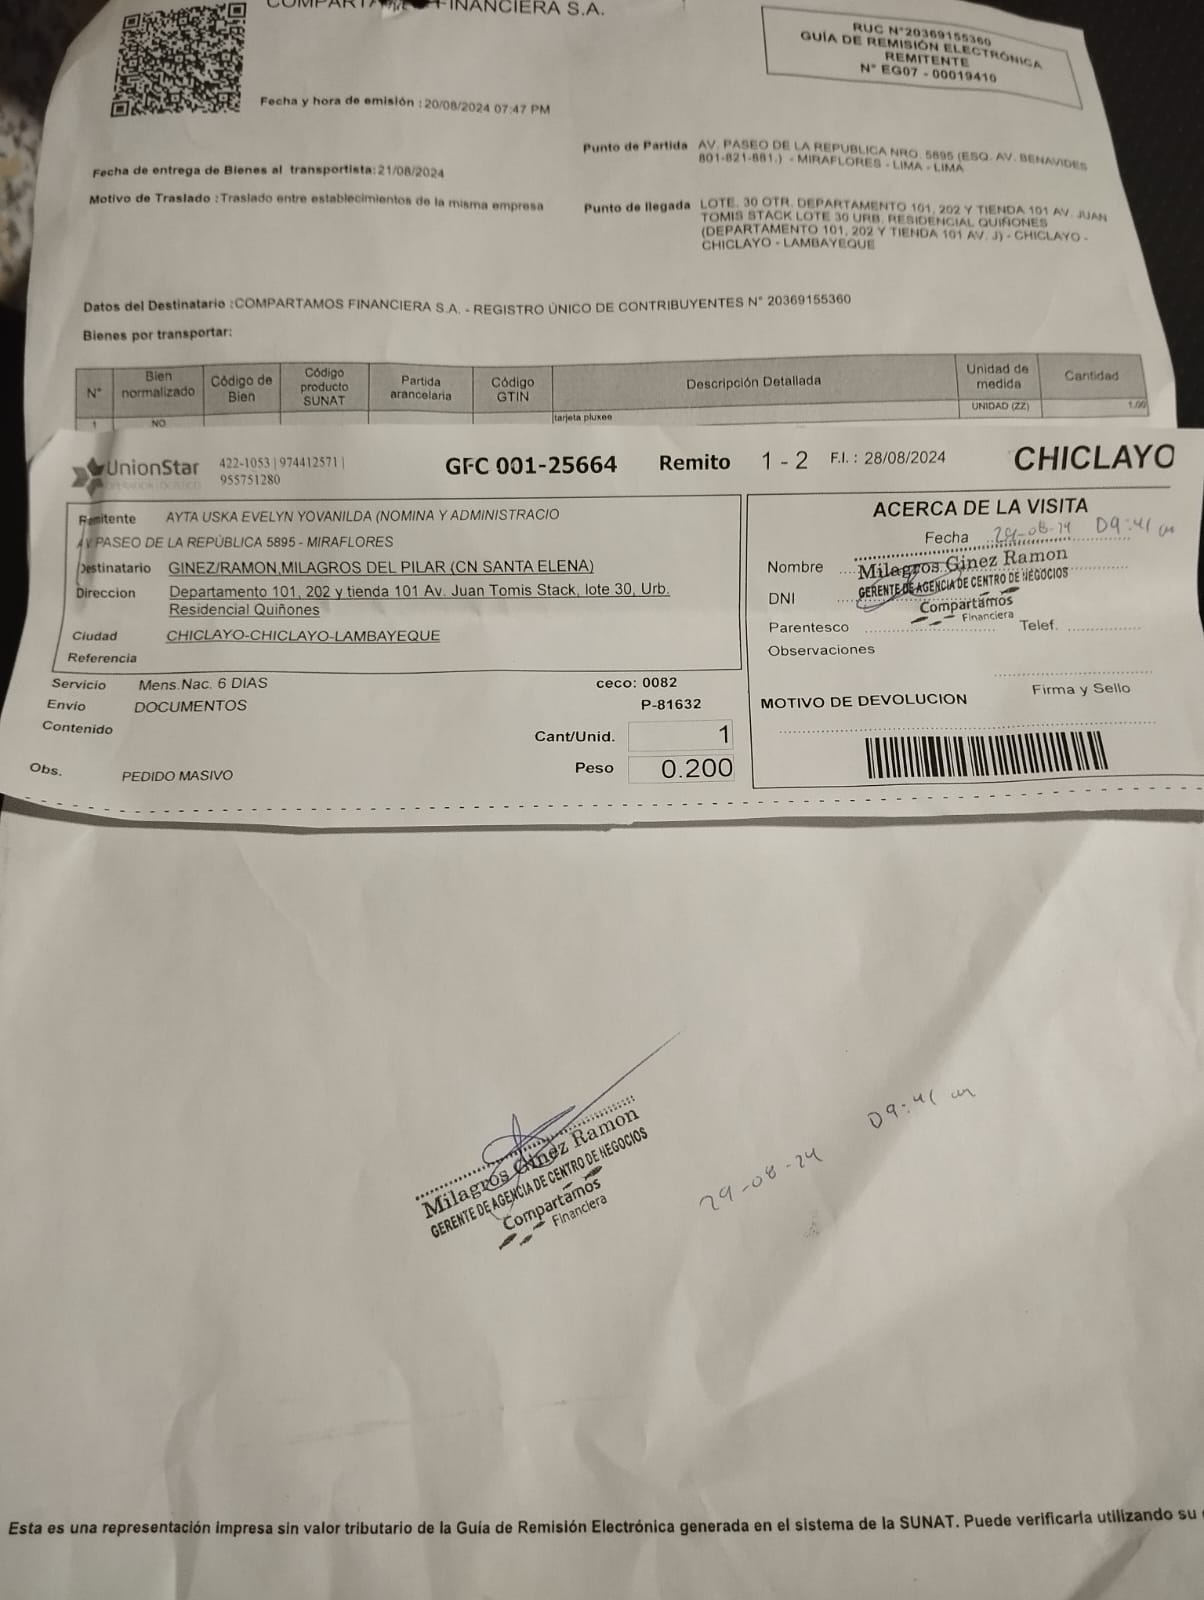 FINANCIERA S.A.
RUC N°20369155360
GUÍA DE REMISIÓN ELECTRÓNICA
REMITENTE
N° EG07 - 00019410
Fecha y hora de emisión : 20/08/2024 07:47 PM
Fecha de entrega de Bienes al transportista: 21/08/2024
Motivo de Traslado : Traslado entre establecimientos de la misma empresa
Punto de Partida AV. PASEO DE LA REPUBLICA NRO. 5895 (ESQ. AV. BENAVIDES
801-821-881.) - MIRAFLORES - LIMA - LIMA
Punto de llegada LOTE. 30 OTR. DEPARTAMENTO 101, 202 Y TIENDA 101 AV. JUAN
TOMIS STACK LOTE 30 URB. RESIDENCIAL QUIÑONES
(DEPARTAMENTO 101, 202 Y TIENDA 101 AV. J) - CHICLAYO -
CHICLAYO - LAMBAYEQUE
Datos del Destinatario : COMPARTAMOS FINANCIERA S.A. - REGISTRO ÚNICO DE CONTRIBUYENTES N° 20369155360
Bienes por transportar:
N° Bien normalizado Código de Bien Código producto SUNAT Partida arancelaria Código GTIN Descripción Detallada Unidad de medida Cantidad
1 NO tarjeta pluxee UNIDAD (ZZ) 1.00
UnionStar
422-1053 | 974412571 |
955751280
GFC 001-25664 Remito 1 - 2 F.I. : 28/08/2024 CHICLAYO
Remitente AYTA USKA EVELYN YOVANILDA (NOMINA Y ADMINISTRACIO
AV PASEO DE LA REPÚBLICA 5895 - MIRAFLORES
Destinatario GINEZ/RAMON,MILAGROS DEL PILAR (CN SANTA ELENA)
Direccion Departamento 101, 202 y tienda 101 Av. Juan Tomis Stack, lote 30, Urb.
Residencial Quiñones
Ciudad CHICLAYO-CHICLAYO-LAMBAYEQUE
Referencia
Servicio Mens.Nac. 6 DIAS ceco: 0082
Envío DOCUMENTOS P-81632
Contenido
Cant/Unid. 1
Obs. PEDIDO MASIVO Peso 0.200
ACERCA DE LA VISITA
Fecha 29-08-24 09:41 am
Nombre
Milagros Ginez Ramon
GERENTE DE AGENCIA DE CENTRO DE NEGOCIOS
Compartamos
Financiera
DNI
Parentesco Telef.
Observaciones
Firma y Sello
MOTIVO DE DEVOLUCION
Milagros Ginez Ramon
GERENTE DE AGENCIA DE CENTRO DE NEGOCIOS
Compartamos
Financiera
29-08-24 09:41 am
Esta es una representación impresa sin valor tributario de la Guía de Remisión Electrónica generada en el sistema de la SUNAT. Puede verificarla utilizando su